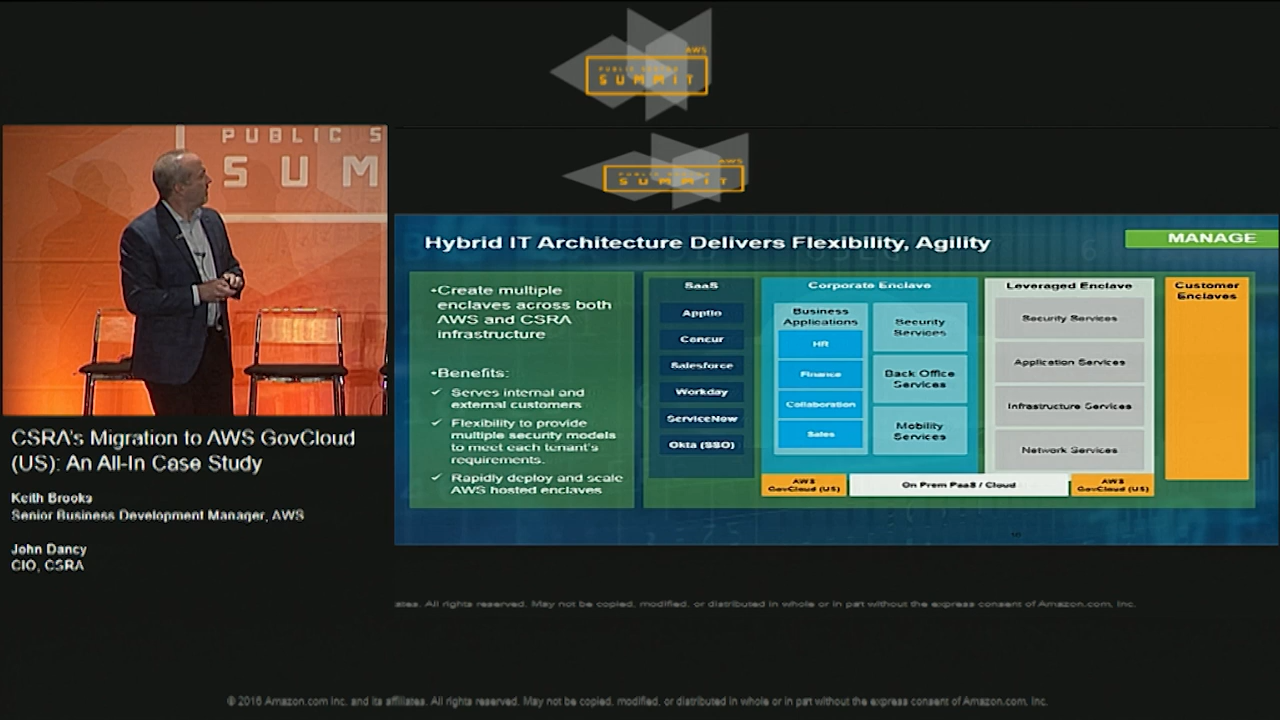 AWS
PUBLIC SECTOR
SUMMIT
AWS
PUBLIC SECTOR
SUMMIT
PUBLIC S
SUM
CSRA's Migration to AWS GovCloud
(US): An All-In Case Study
Keith Brooks
Senior Business Development Manager, AWS
John Dancy
CIO, CSRA
Hybrid IT Architecture Delivers Flexibility, Agility
MANAGE
•Create multiple
enclaves across both
AWS and CSRA
infrastructure
•Benefits:
✓ Serves internal and
external customers
✓ Flexibility to provide
multiple security models
to meet each tenant's
requirements.
✓ Rapidly deploy and scale
AWS hosted enclaves
SaaS
Apptio
Concur
Salesforce
Workday
ServiceNow
Okta (SSO)
Corporate Enclave
Business
Applications
HR
Finance
Collaboration
Sales
Security
Services
Back Office
Services
Mobility
Services
Leveraged Enclave
Security Services
Application Services
Infrastructure Services
Network Services
Customer
Enclaves
AWS
GovCloud (US)
On Prem PaaS / Cloud
AWS
GovCloud (US)
ates. All rights reserved. May not be copied, modified, or distributed in whole or in part without the express consent of Amazon.com, Inc.
© 2016 Amazon.com Inc. and its affiliates. All rights reserved. May not be copied, modified, or distributed in whole or in part without the express consent of Amazon.com, Inc.